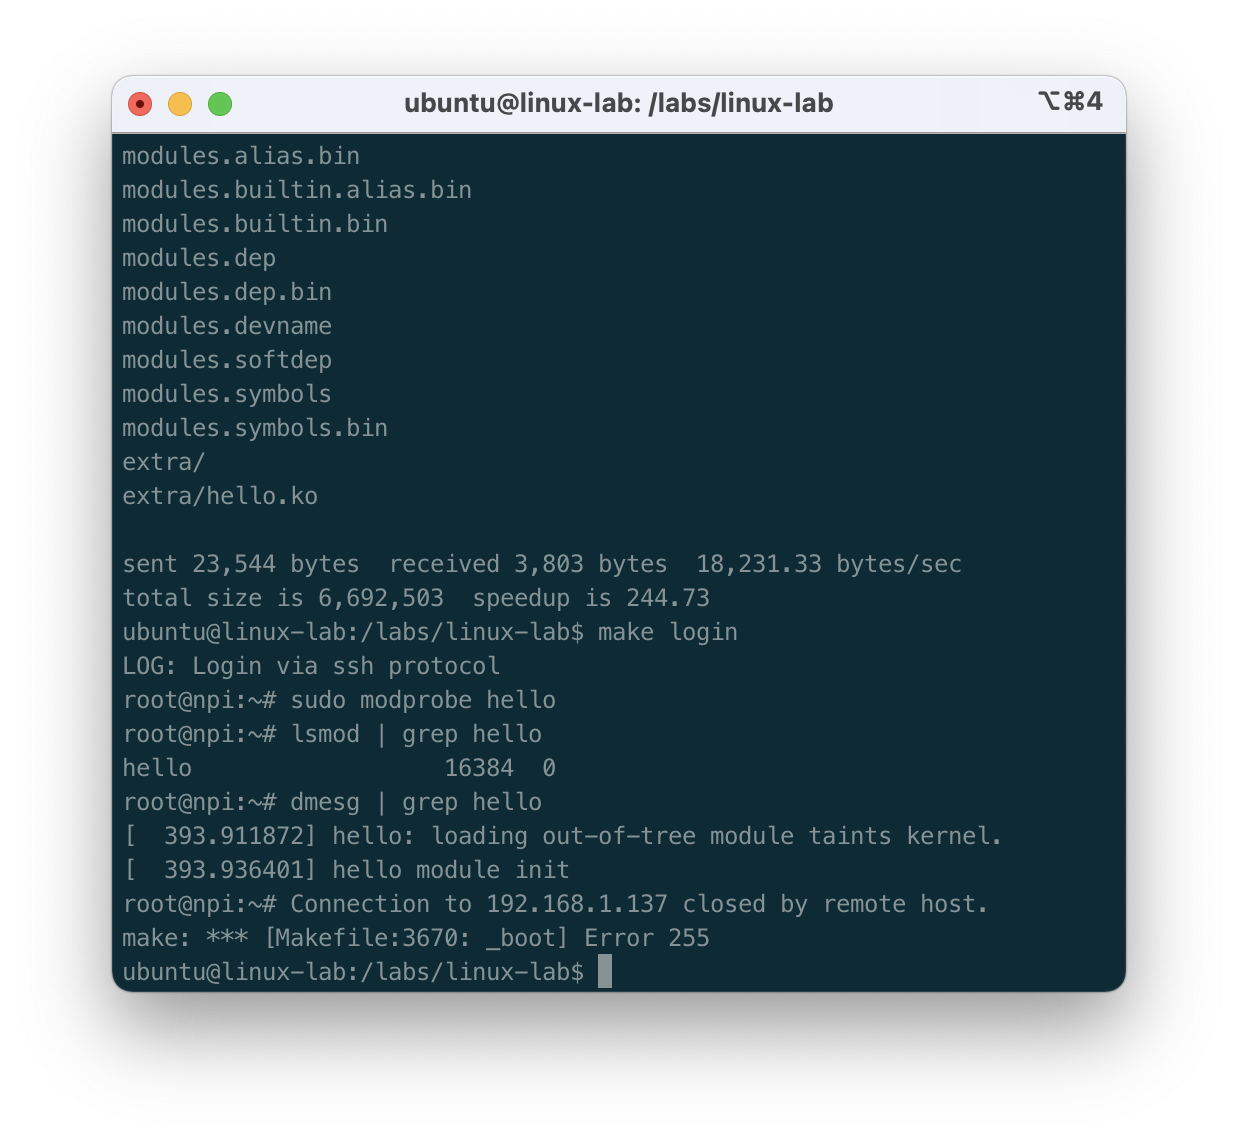 ubuntu@linux-lab: /labs/linux-lab
⌥⌘4
modules.alias.bin
modules.builtin.alias.bin
modules.builtin.bin
modules.dep
modules.dep.bin
modules.devname
modules.softdep
modules.symbols
modules.symbols.bin
extra/
extra/hello.ko
sent 23,544 bytes  received 3,803 bytes  18,231.33 bytes/sec
total size is 6,692,503  speedup is 244.73
ubuntu@linux-lab:/labs/linux-lab$ make login
LOG: Login via ssh protocol
root@npi:~# sudo modprobe hello
root@npi:~# lsmod | grep hello
hello                  16384  0
root@npi:~# dmesg | grep hello
[  393.911872] hello: loading out-of-tree module taints kernel.
[  393.936401] hello module init
root@npi:~# Connection to 192.168.1.137 closed by remote host.
make: *** [Makefile:3670: _boot] Error 255
ubuntu@linux-lab:/labs/linux-lab$